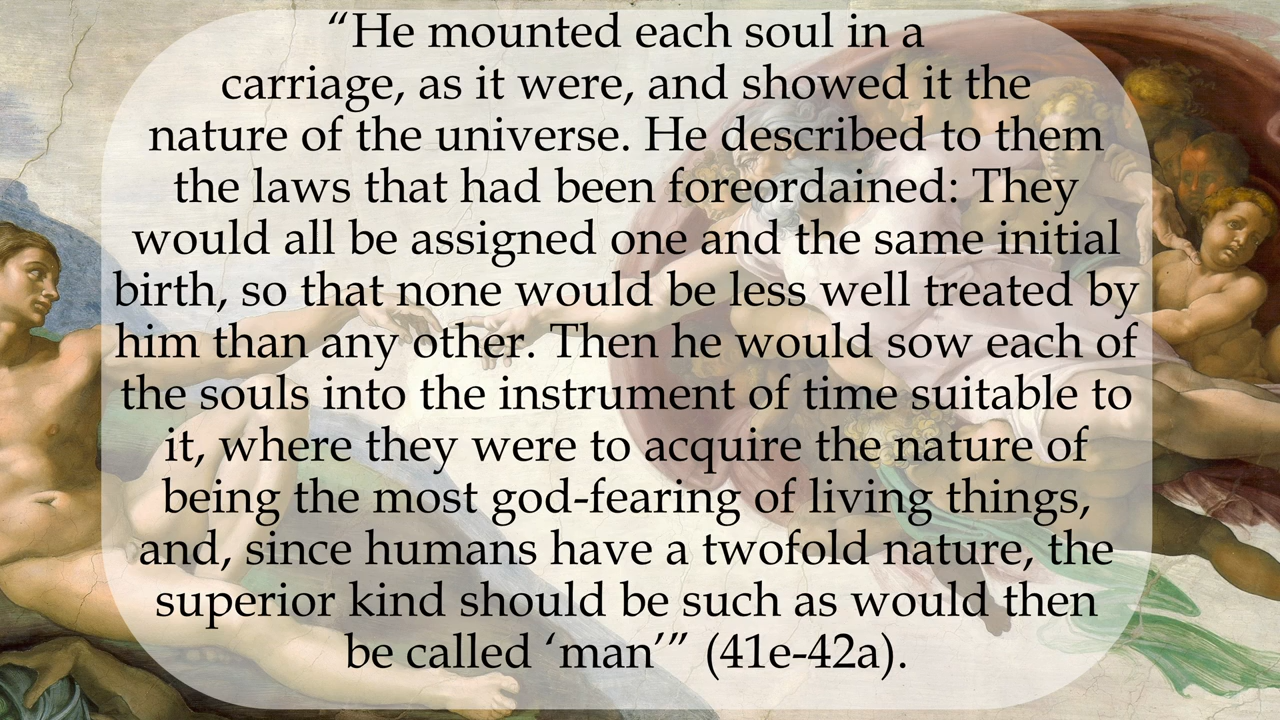 “He mounted each soul in a
carriage, as it were, and showed it the
nature of the universe. He described to them
the laws that had been foreordained: They
would all be assigned one and the same initial
birth, so that none would be less well treated by
him than any other. Then he would sow each of
the souls into the instrument of time suitable to
it, where they were to acquire the nature of
being the most god-fearing of living things,
and, since humans have a twofold nature, the
superior kind should be such as would then
be called ‘man’” (41e-42a).